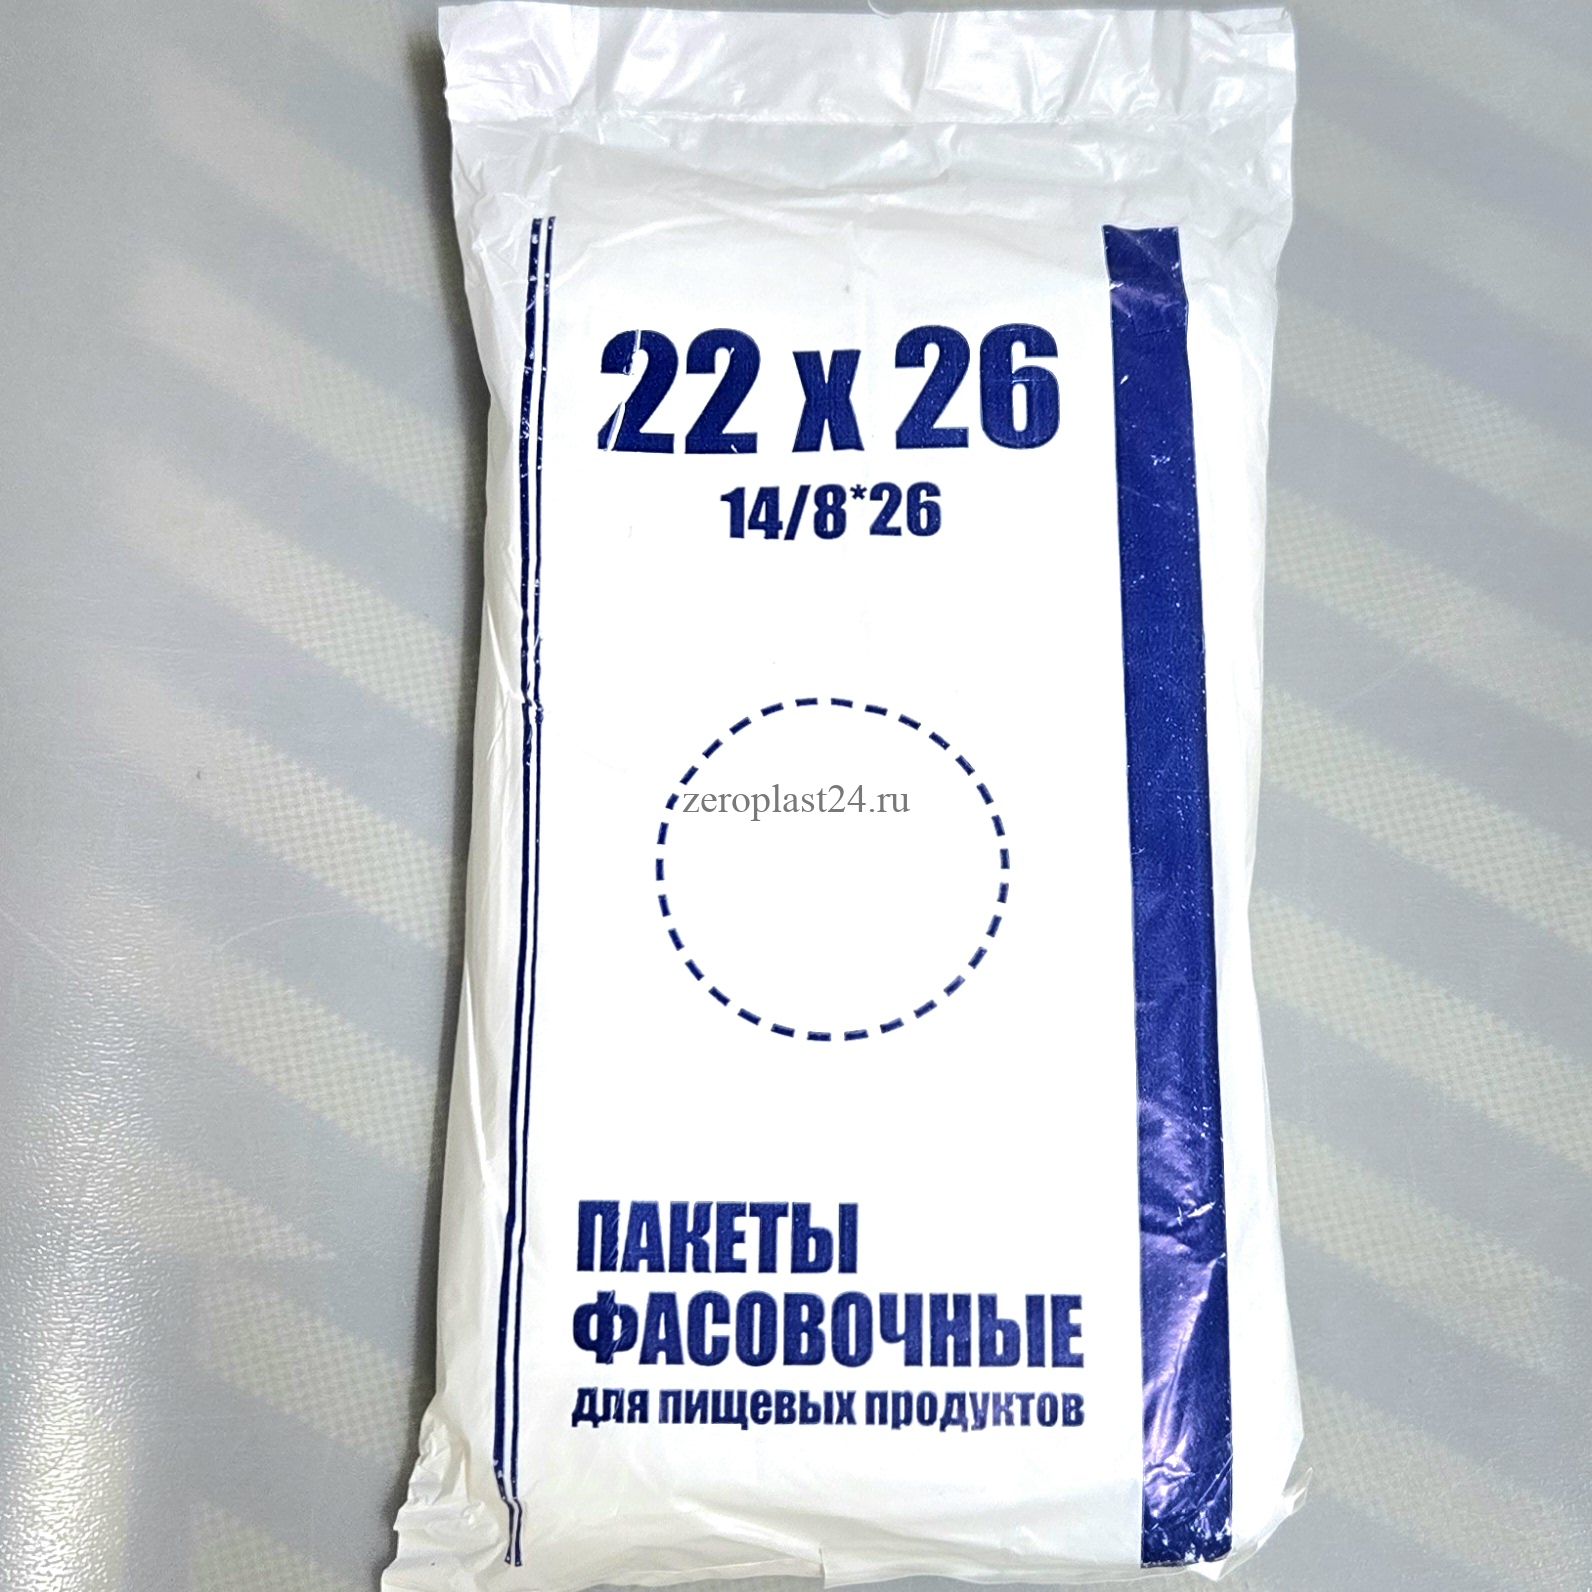 22 х 26
14/8*26
zeroplast24.ru
ПАКЕТЫ
ФАСОВОЧНЫЕ
для пищевых продуктов